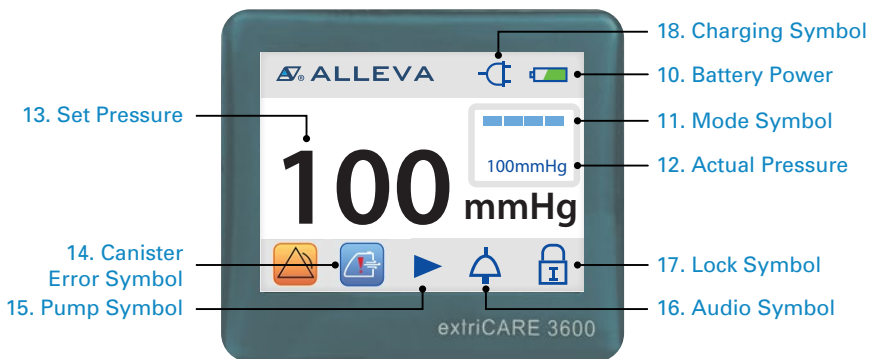 18. Charging Symbol
® ALLEVA
10. Battery Power
13. Set Pressure
11. Mode Symbol
100mmHg
12. Actual Pressure
100 mmHg
14. Canister
Error Symbol
17. Lock Symbol
15. Pump Symbol
16. Audio Symbol
extriCARE 3600